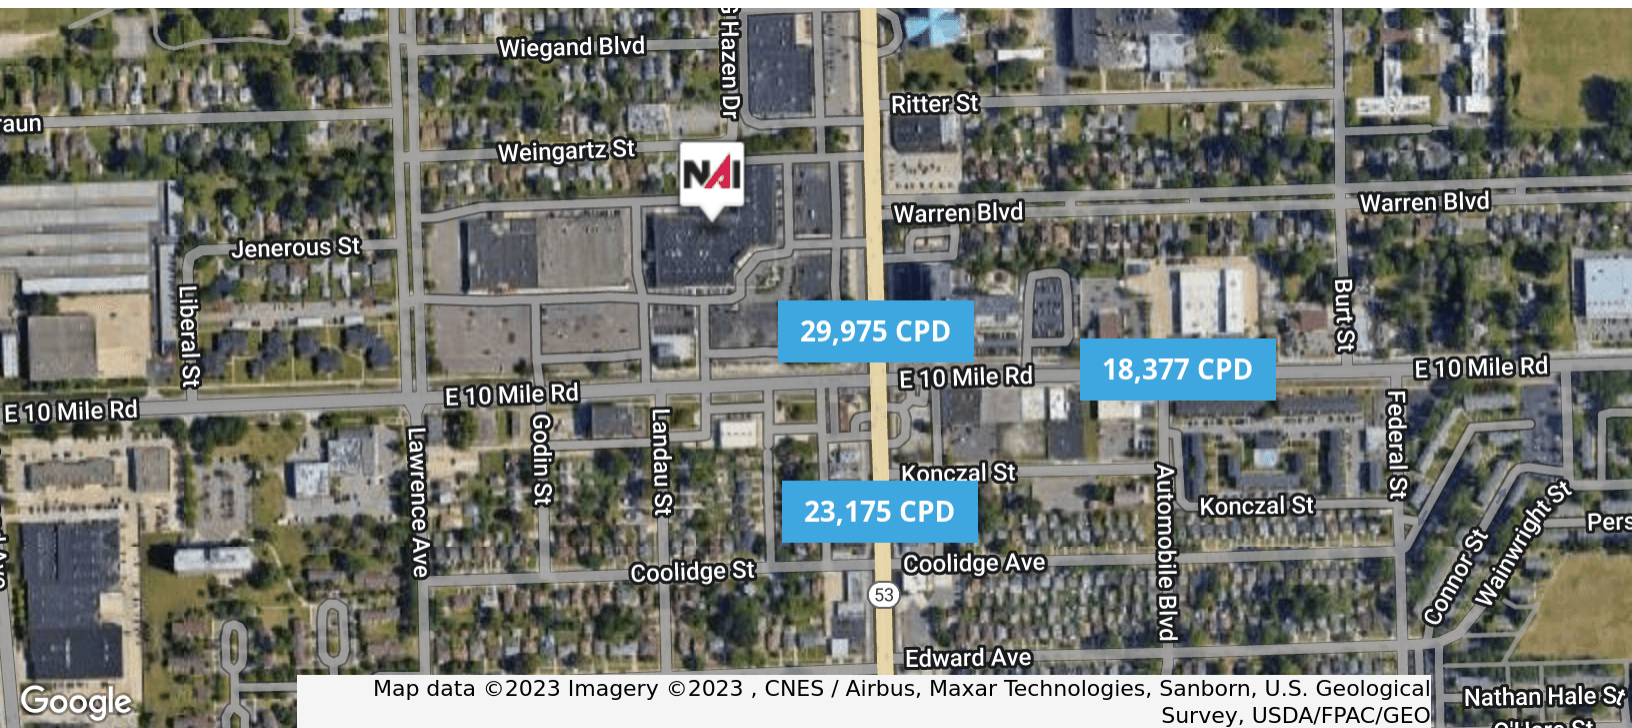 Wiegand Blvd
G Hazen Dr
Ritter St
raun
Weingartz St
NAI
Warren Blvd
Warren Blvd
Jenerous St
Liberal St
Burt St
29,975 CPD
18,377 CPD
E 10 Mile Rd
E 10 Mile Rd
E 10 Mile Rd
E 10 Mile Rd
Godin St
Landau St
Lawrence Ave
Federal St
Konczal St
Automobile Blvd
Konczal St
23,175 CPD
Pers
Connor St
Wainwright St
Coolidge St
Coolidge Ave
53
Edward Ave
Google
Map data ©2023 Imagery ©2023 , CNES / Airbus, Maxar Technologies, Sanborn, U.S. Geological
Survey, USDA/FPAC/GEO
Nathan Hale St
O'Hara St